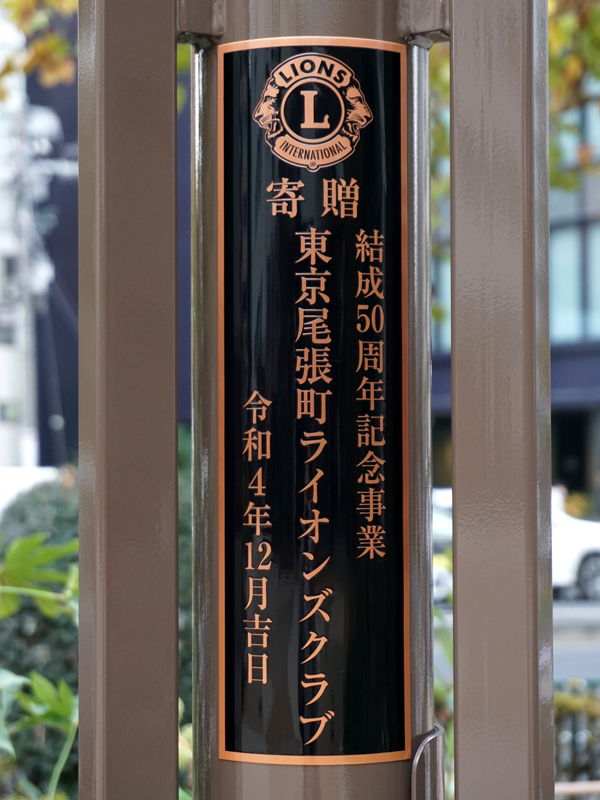 LIONS
L
INTERNATIONAL
®
寄贈
結成50周年記念事業
東京尾張町ライオンズクラブ
令和4年12月吉日